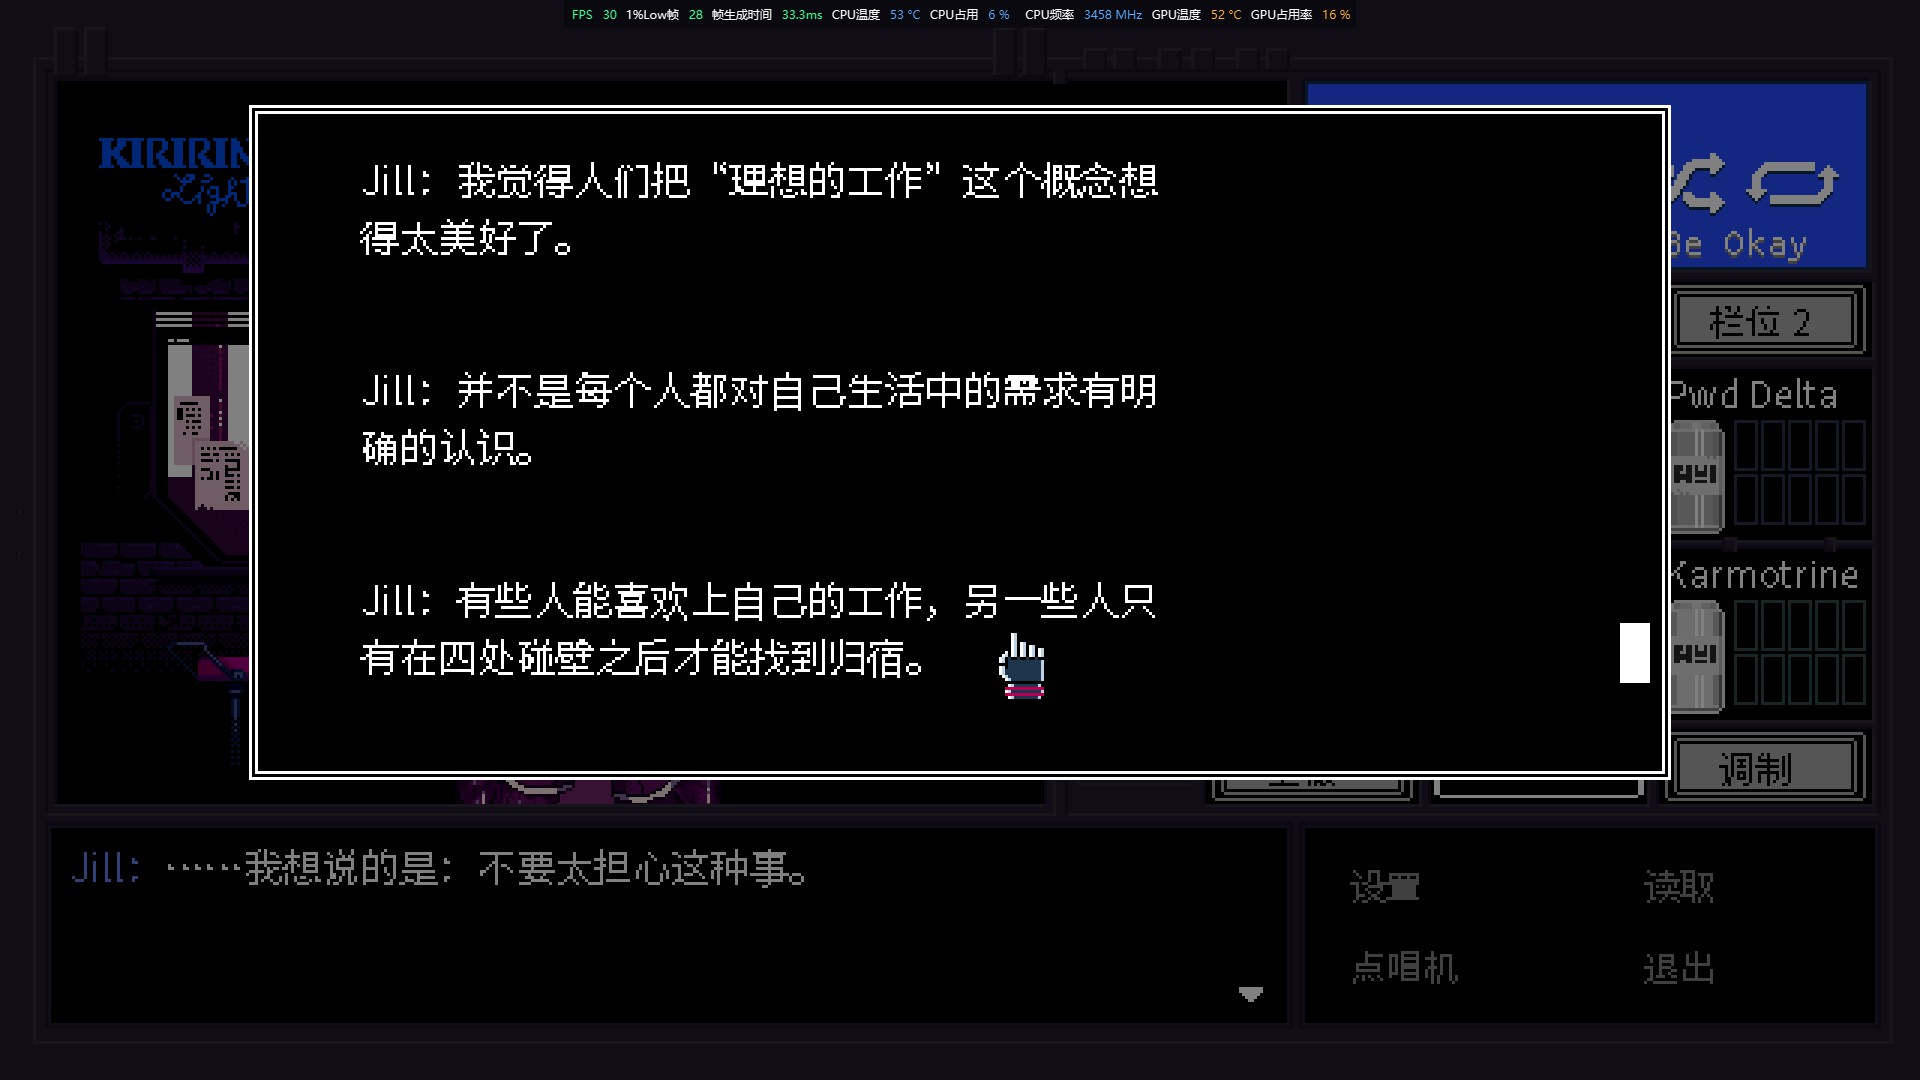 FPS 30 1%Low帧 28 帧生成时间 33.3ms CPU温度 53 °C CPU占用 6 % CPU频率 3458 MHz GPU温度 52 °C GPU占用率 16 %
KIRIRIN
Light
Jill: 我觉得人们把“理想的工作”这个概念想
得太美好了。
Jill: 并不是每个人都对自己生活中的需求有明
确的认识。
Jill: 有些人能喜欢上自己的工作，另一些人只
有在四处碰壁之后才能找到归宿。
Be Okay
栏位 2
Pwd Delta
Karmotrine
调制
Jill: ……我想说的是：不要太担心这种事。
设置
读取
点唱机
退出